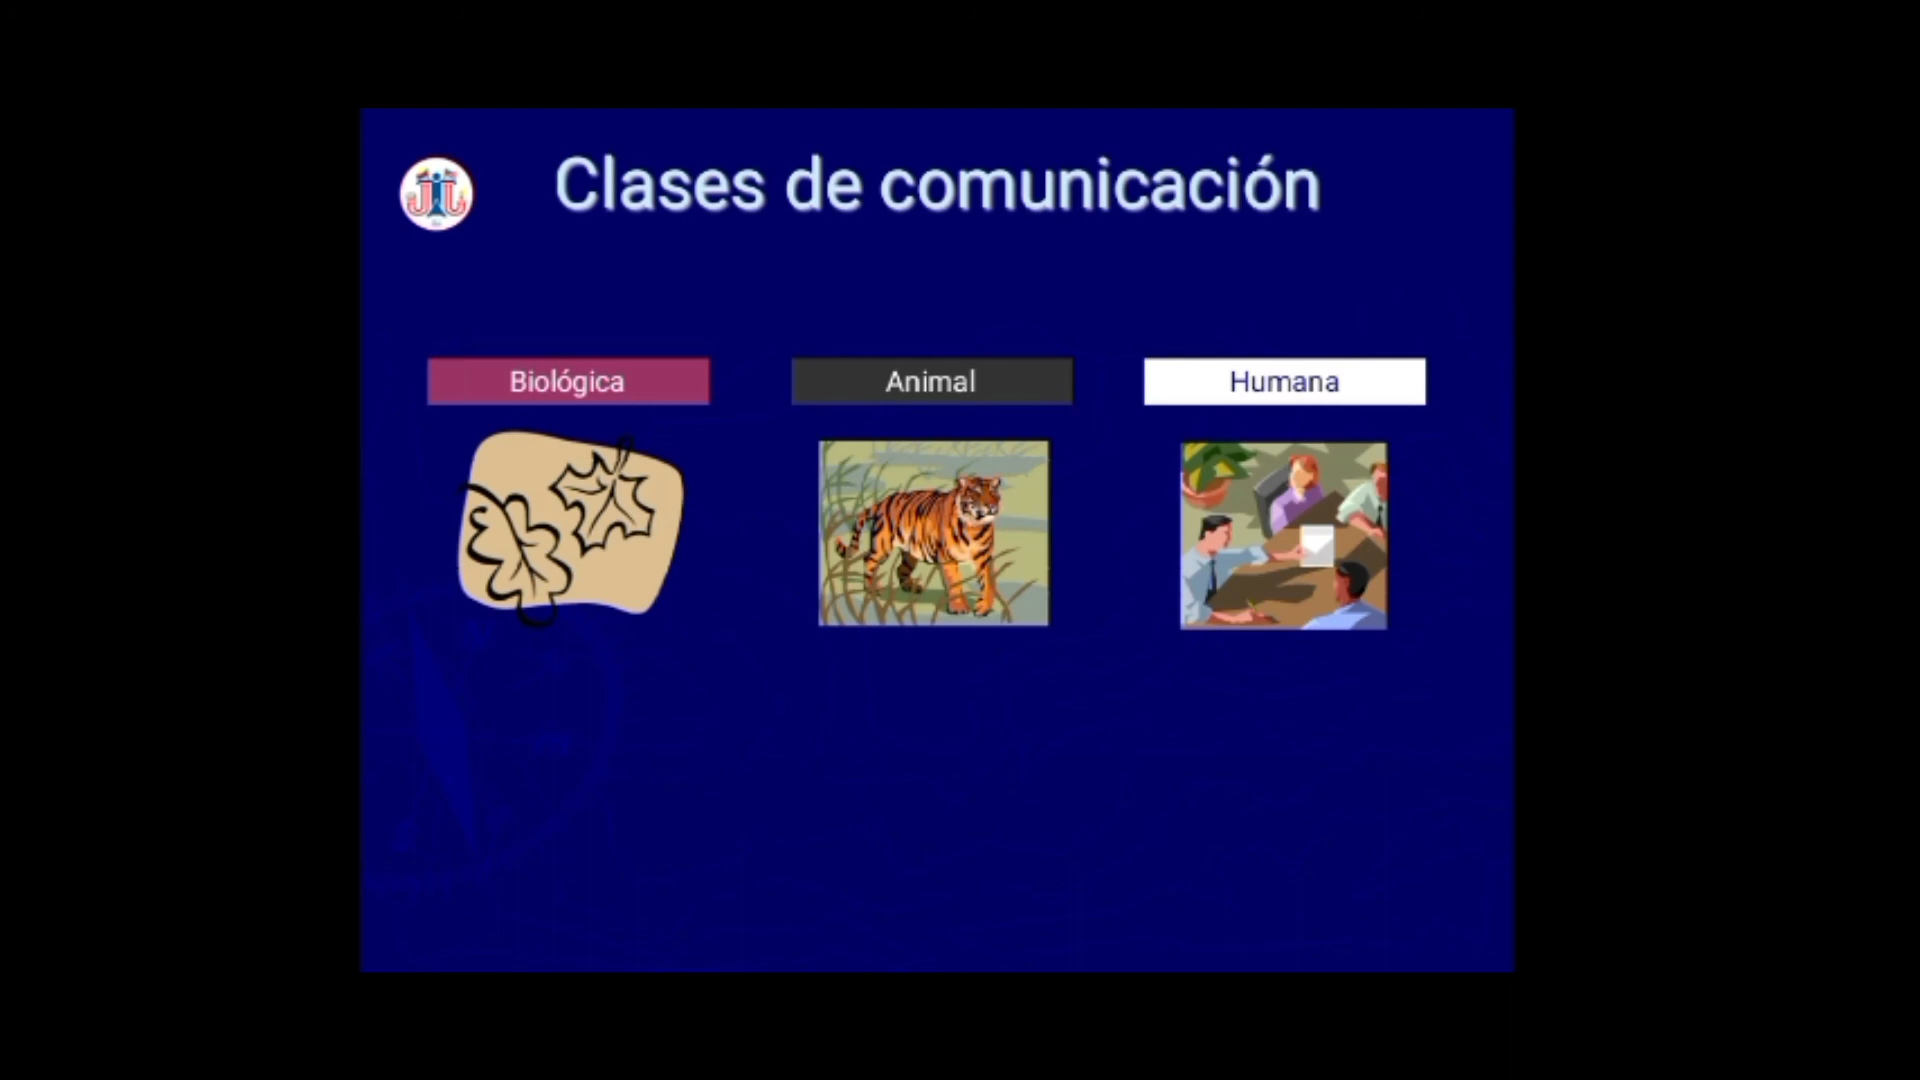 Clases de comunicación
Biológica
Animal
Humana